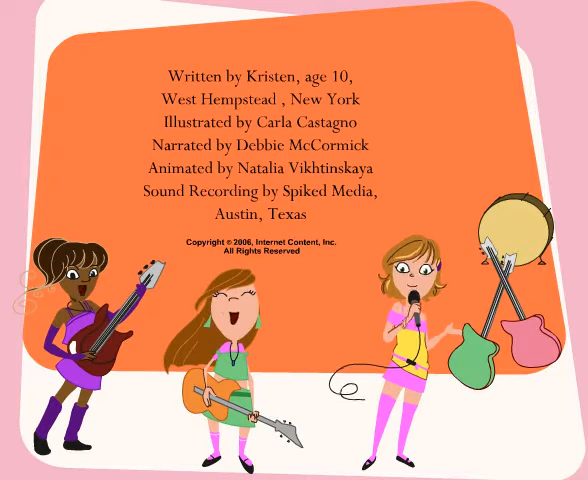 Written by Kristen, age 10,
West Hempstead , New York
Illustrated by Carla Castagno
Narrated by Debbie McCormick
Animated by Natalia Vikhtinskaya
Sound Recording by Spiked Media,
Austin, Texas
Copyright © 2006, Internet Content, Inc.
All Rights Reserved